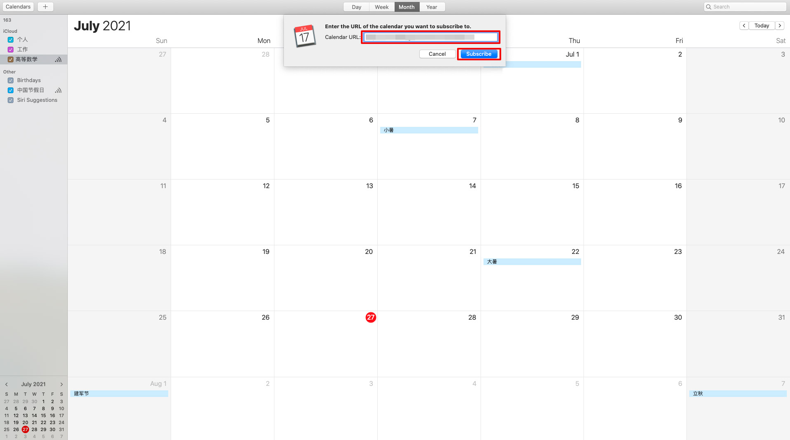 Calendars
+
Day Week Month Year
Search
163
iCloud
个人
工作
高等数学
Other
Birthdays
中国节假日
Siri Suggestions
July 2021
Today
JUL
17
Enter the URL of the calendar you want to subscribe to.
Calendar URL:
Cancel Subscribe
Sun Mon Thu Fri Sat
27 28 Jul 1 2 3
4 5 6 7 8 9 10
小暑
11 12 13 14 15 16 17
18 19 20 21 22 23 24
大暑
25 26 27 28 29 30 31
Aug 1 2 3 4 5 6 7
建军节 立秋
July 2021
S M T W T F S
27 28 29 30 1 2 3
4 5 6 7 8 9 10
11 12 13 14 15 16 17
18 19 20 21 22 23 24
25 26 27 28 29 30 31
1 2 3 4 5 6 7